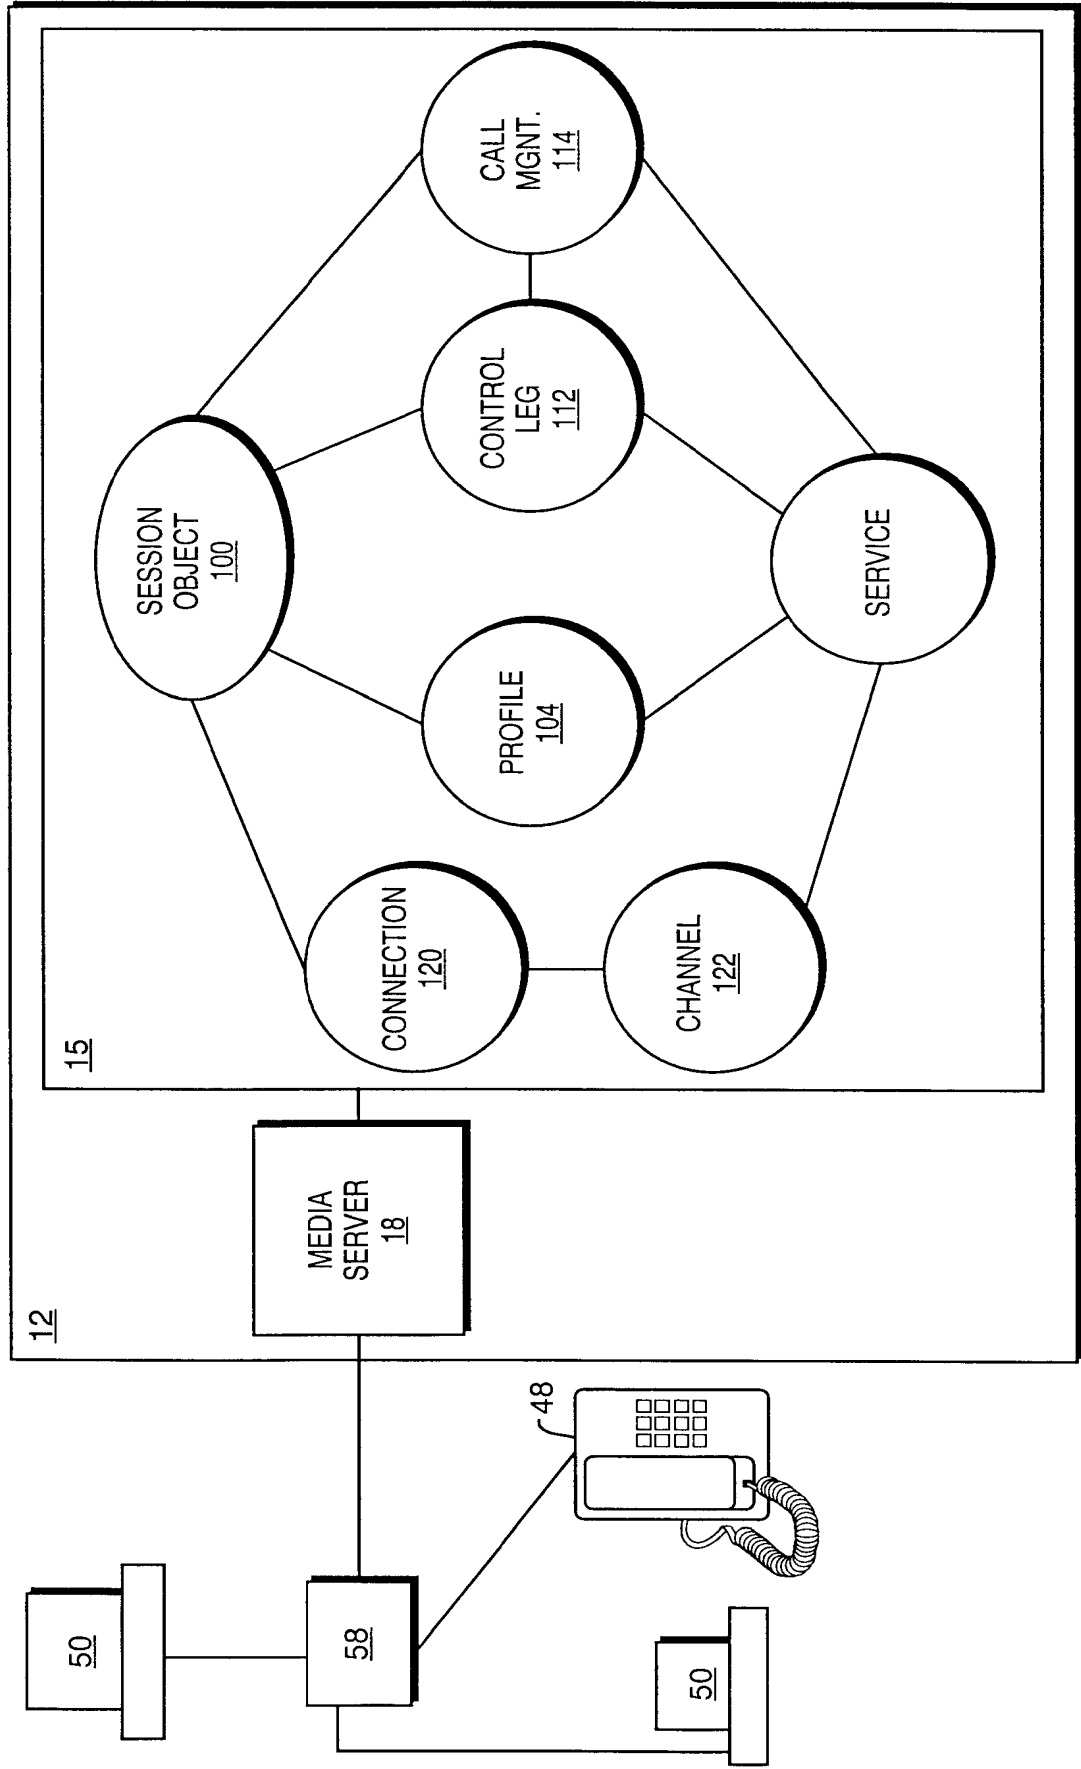 12
15
SESSION
OBJECT
100
CONNECTION
120
PROFILE
104
CONTROL
LEG
112
CALL
MGNT.
114
CHANNEL
122
SERVICE
MEDIA
SERVER
18
50
58
48
50